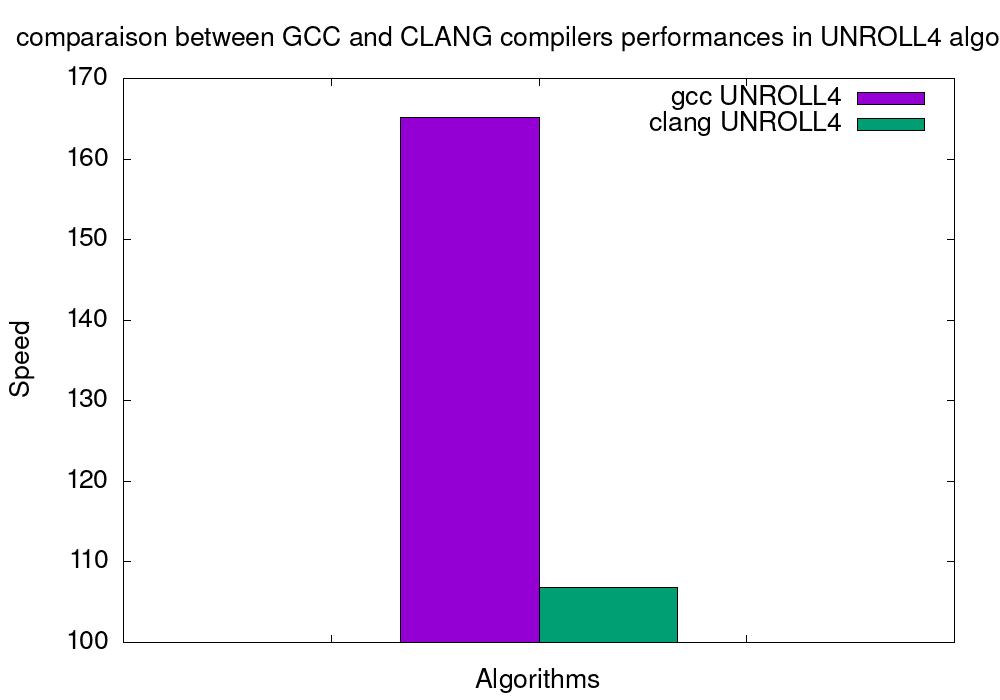 comparaison between GCC and CLANG compilers performances in UNROLL4 algo
170
160
150
140
130
120
110
100
Speed
gcc UNROLL4
clang UNROLL4
Algorithms